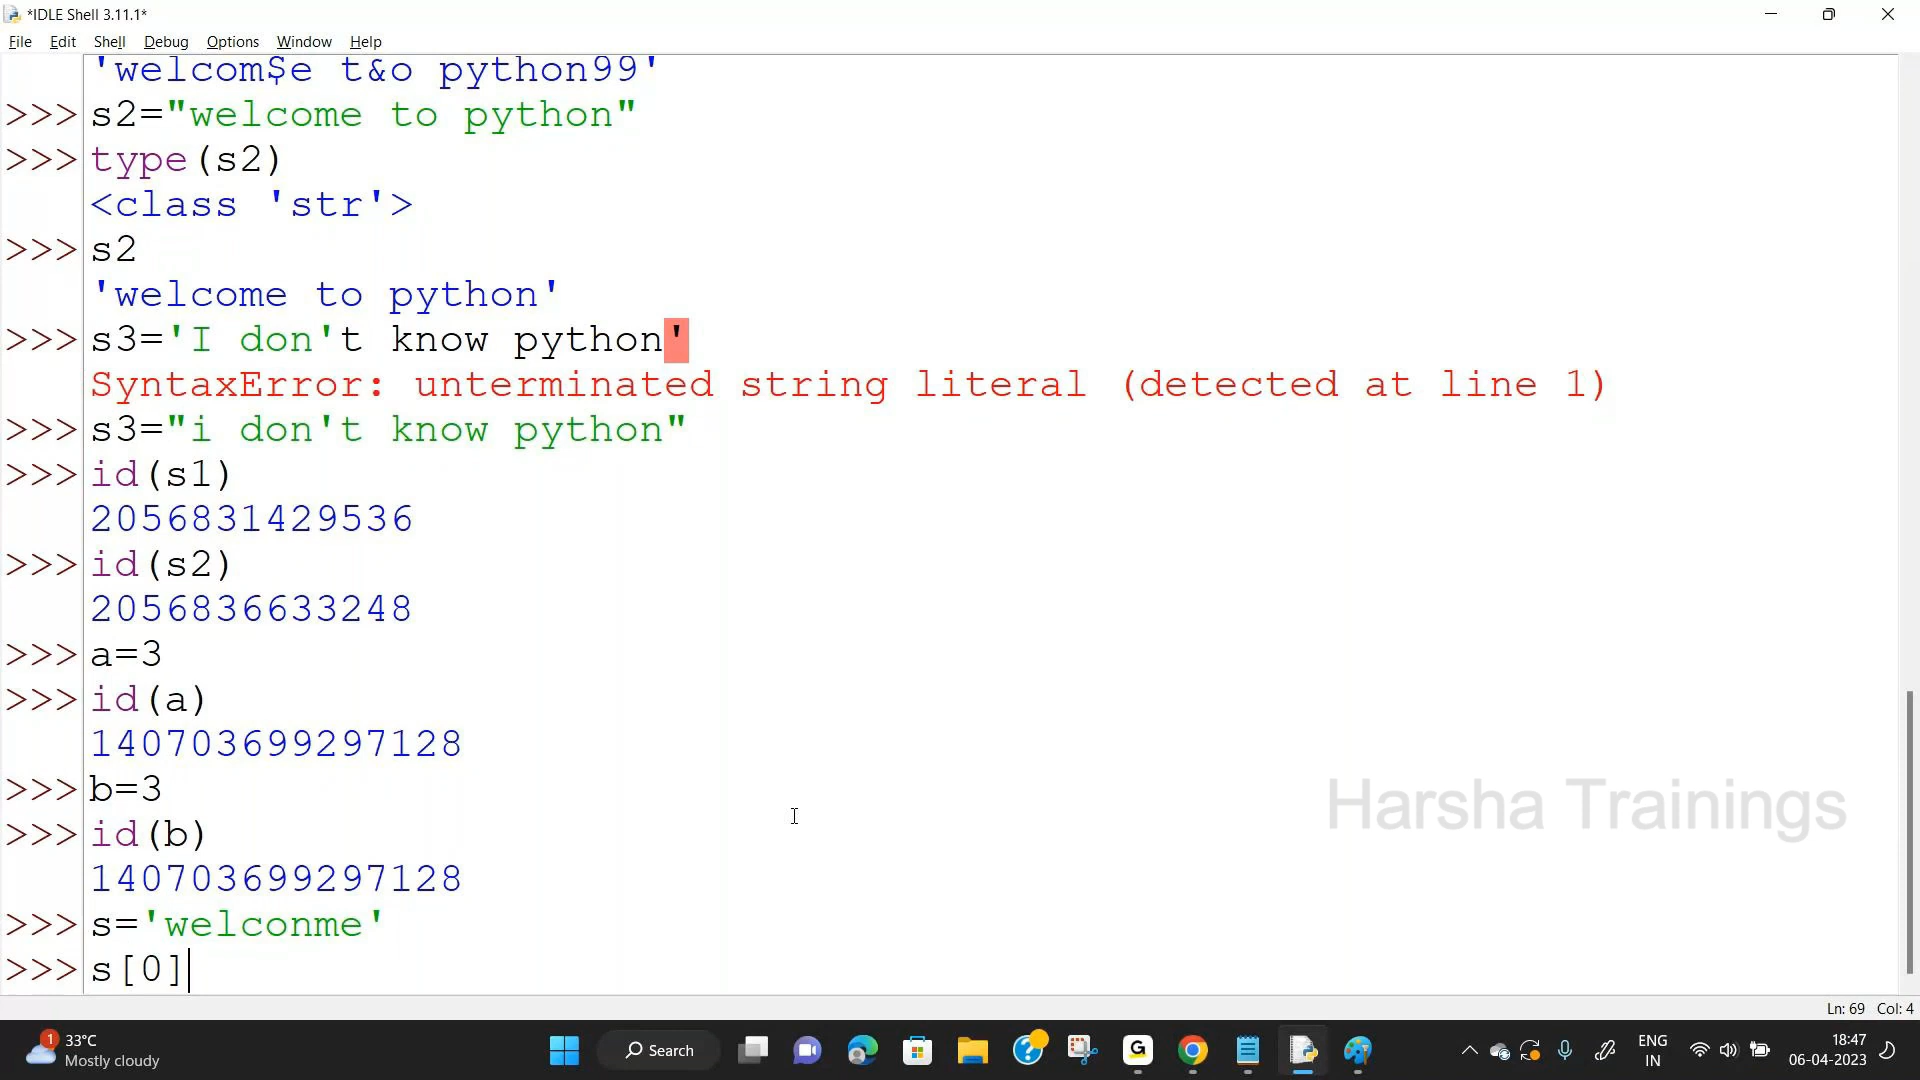 *IDLE Shell 3.11.1*
File Edit Shell Debug Options Window Help
'welcom$e t&o python99'
>>> s2="welcome to python"
>>> type(s2)
<class 'str'>
>>> s2
'welcome to python'
>>> s3='I don't know python'
SyntaxError: unterminated string literal (detected at line 1)
>>> s3="i don't know python"
>>> id(s1)
2056831429536
>>> id(s2)
2056836633248
>>> a=3
>>> id(a)
140703699297128
>>> b=3
>>> id(b)
140703699297128
>>> s='welconme'
>>> s[0]
Harsha Trainings
Ln: 69 Col: 4
1
33°C
Mostly cloudy
Search
G
ENG
IN
18:47
06-04-2023